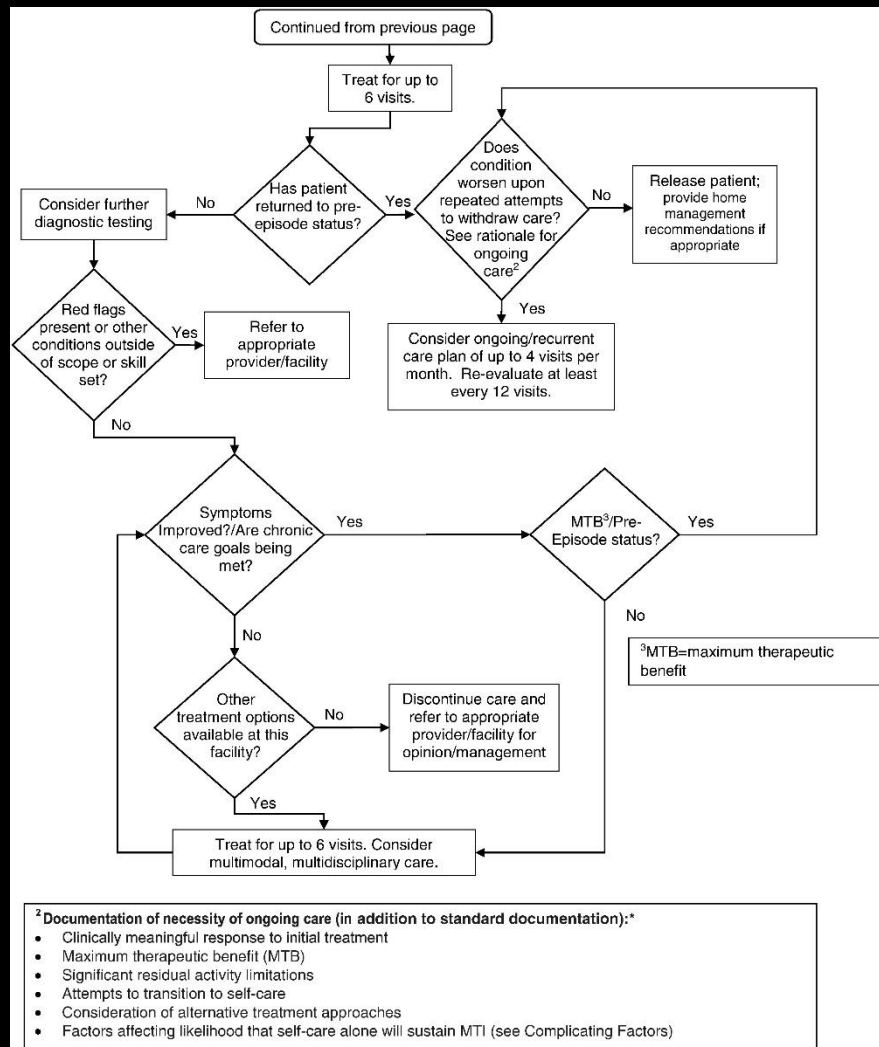 Continued from previous page
Treat for up to
6 visits.
Has patient
returned to pre-
episode status?
No
Yes
Consider further
diagnostic testing
Does
condition
worsen upon
repeated attempts
to withdraw care?
See rationale for
ongoing
care²
No
Release patient;
provide home
management
recommendations if
appropriate
Yes
Consider ongoing/recurrent
care plan of up to 4 visits per
month. Re-evaluate at least
every 12 visits.
Red flags
present or other
conditions outside
of scope or skill
set?
Yes
Refer to
appropriate
provider/facility
No
Symptoms
Improved?/Are chronic
care goals being
met?
Yes
MTB³/Pre-
Episode status?
Yes
No
³MTB=maximum therapeutic
benefit
No
Other
treatment options
available at this
facility?
No
Discontinue care and
refer to appropriate
provider/facility for
opinion/management
Yes
Treat for up to 6 visits. Consider
multimodal, multidisciplinary care.
² Documentation of necessity of ongoing care (in addition to standard documentation):*
• Clinically meaningful response to initial treatment
• Maximum therapeutic benefit (MTB)
• Significant residual activity limitations
• Attempts to transition to self-care
• Consideration of alternative treatment approaches
• Factors affecting likelihood that self-care alone will sustain MTI (see Complicating Factors)